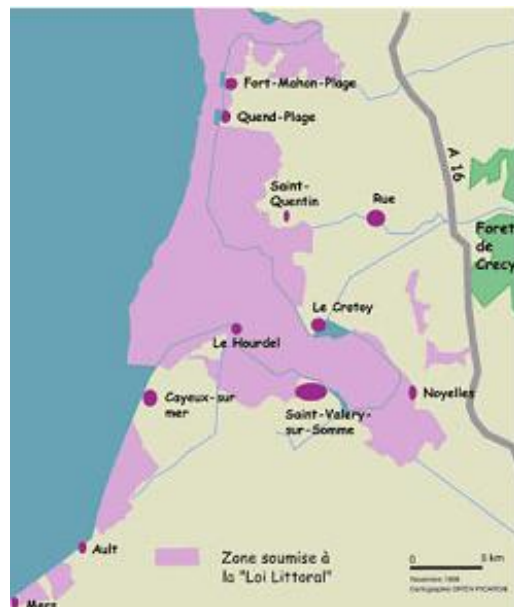 Fort-Mahon-Plage
Quend-Plage
Saint-
Quentin
Rue
A 16
Foret
de
Crecy
Le Crotoy
Le Hourdel
Cayeux-sur
mer
Saint-Valery-
sur-Somme
Noyelles
Ault
Zone soumise à
la "Loi Littoral"
0
5 km
Mers